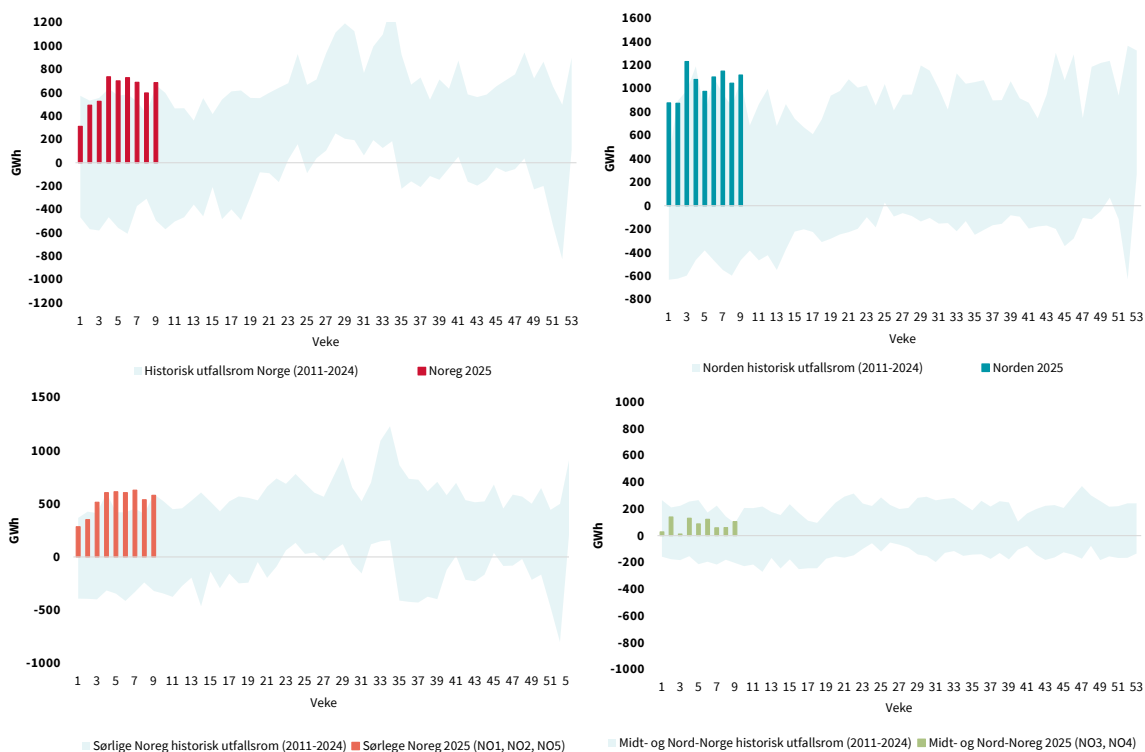 1200
1000
800
600
400
200
0
-200
-400
-600
-800
-1000
-1200
GWh
1 3 5 7 9 11 13 15 17 19 21 23 25 27 29 31 33 35 37 39 41 43 45 47 49 51 53
Veke
Historisk utfallsrom Norge (2011-2024) Noreg 2025
1600
1400
1200
1000
800
600
400
200
0
-200
-400
-600
-800
GWh
1 3 5 7 9 11 13 15 17 19 21 23 25 27 29 31 33 35 37 39 41 43 45 47 49 51 53
Veke
Norden historisk utfallsrom (2011-2024) Norden 2025
1500
1000
500
0
-500
-1000
GWh
1 3 5 7 9 11 13 15 17 19 21 23 25 27 29 31 33 35 37 39 41 43 45 47 49 51 5
Veke
Sørlige Noreg historisk utfallsrom (2011-2024) Sørlege Noreg 2025 (NO1, NO2, NO5)
1000
800
600
400
200
0
-200
-400
-600
-800
-1000
GWh
1 3 5 7 9 11 13 15 17 19 21 23 25 27 29 31 33 35 37 39 41 43 45 47 49 51 53
Veke
Midt- og Nord-Norge historisk utfallsrom (2011-2024) Midt- og Nord-Noreg 2025 (NO3, NO4)